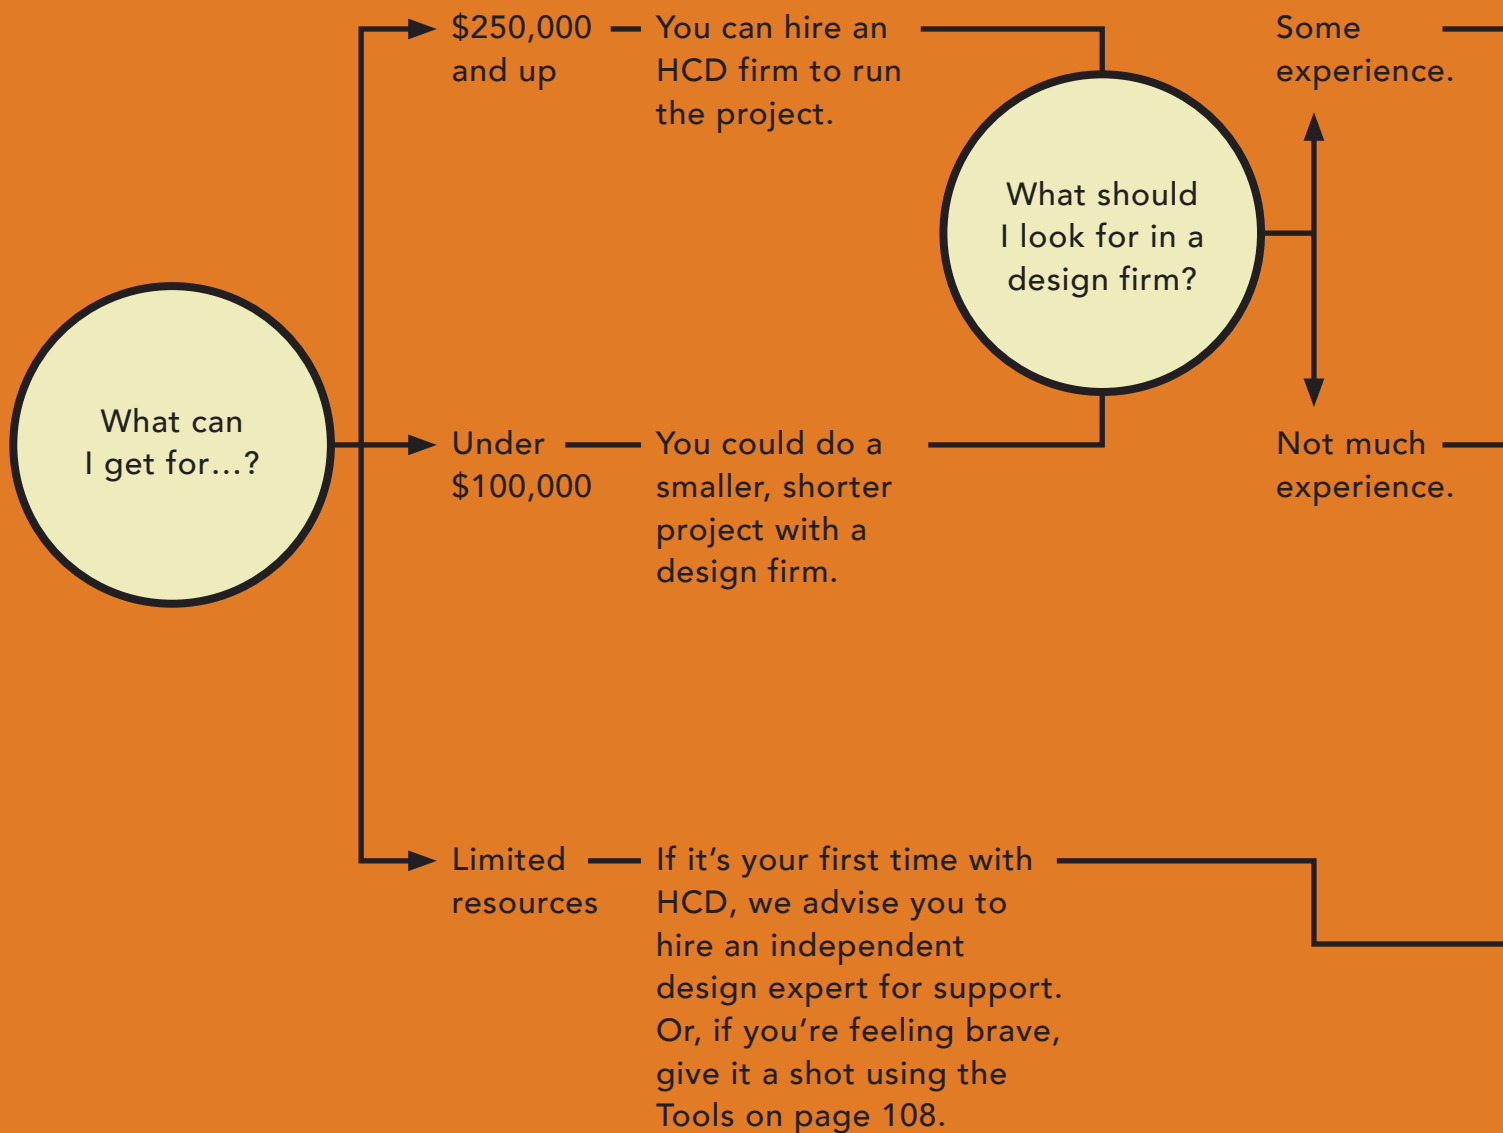 What can
I get for...?
$250,000
and up
You can hire an
HCD firm to run
the project.
Under
$100,000
You could do a
smaller, shorter
project with a
design firm.
Limited
resources
If it’s your first time with
HCD, we advise you to
hire an independent
design expert for support.
Or, if you’re feeling brave,
give it a shot using the
Tools on page 108.
What should
I look for in a
design firm?
Some
experience.
Not much
experience.